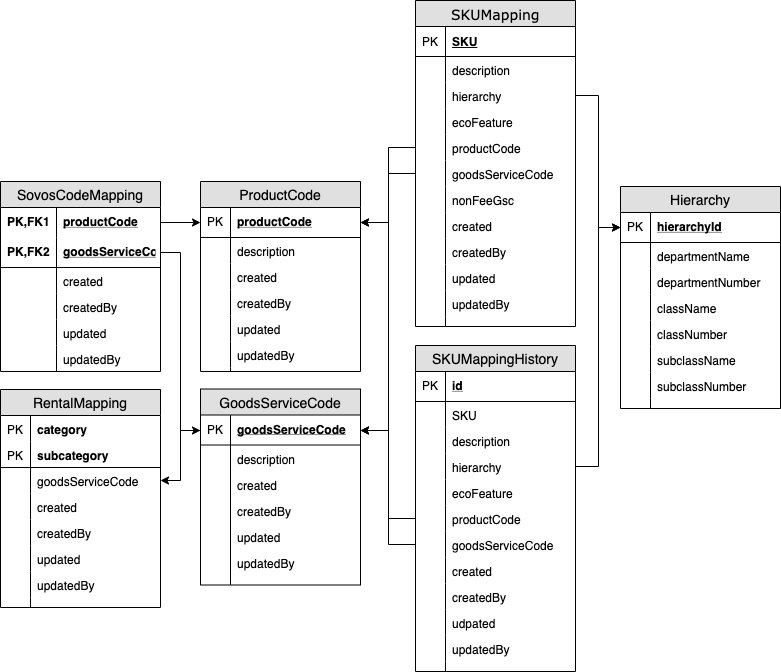 SKUMapping
PK SKU
description
hierarchy
ecoFeature
productCode
goodsServiceCode
nonFeeGsc
created
createdBy
updated
updatedBy
SovosCodeMapping
PK,FK1 productCode
PK,FK2 goodsServiceCo
created
createdBy
updated
updatedBy
ProductCode
PK productCode
description
created
createdBy
updated
updatedBy
Hierarchy
PK hierarchyId
departmentName
departmentNumber
className
classNumber
subclassName
subclassNumber
SKUMappingHistory
PK id
SKU
description
hierarchy
ecoFeature
productCode
goodsServiceCode
created
createdBy
udpated
updatedBy
RentalMapping
PK category
PK subcategory
goodsServiceCode
created
createdBy
updated
updatedBy
GoodsServiceCode
PK goodsServiceCode
description
created
createdBy
updated
updatedBy